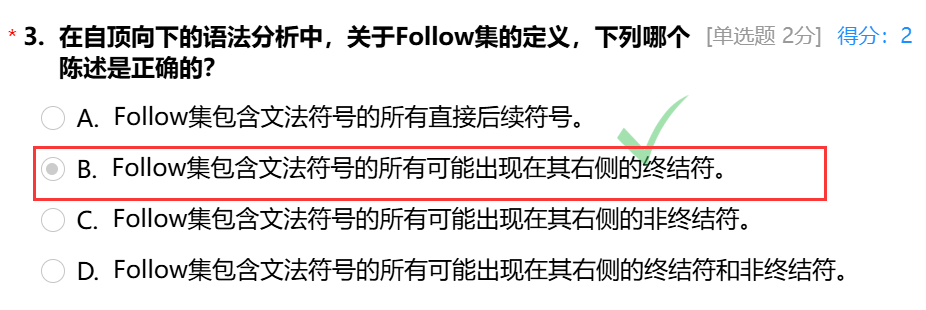 * 3. 在自顶向下的语法分析中，关于Follow集的定义，下列哪个 [单选题 2分] 得分：2
陈述是正确的?
A. Follow集包含文法符号的所有直接后续符号。
B. Follow集包含文法符号的所有可能出现在其右侧的终结符。
C. Follow集包含文法符号的所有可能出现在其右侧的非终结符。
D. Follow集包含文法符号的所有可能出现在其右侧的终结符和非终结符。